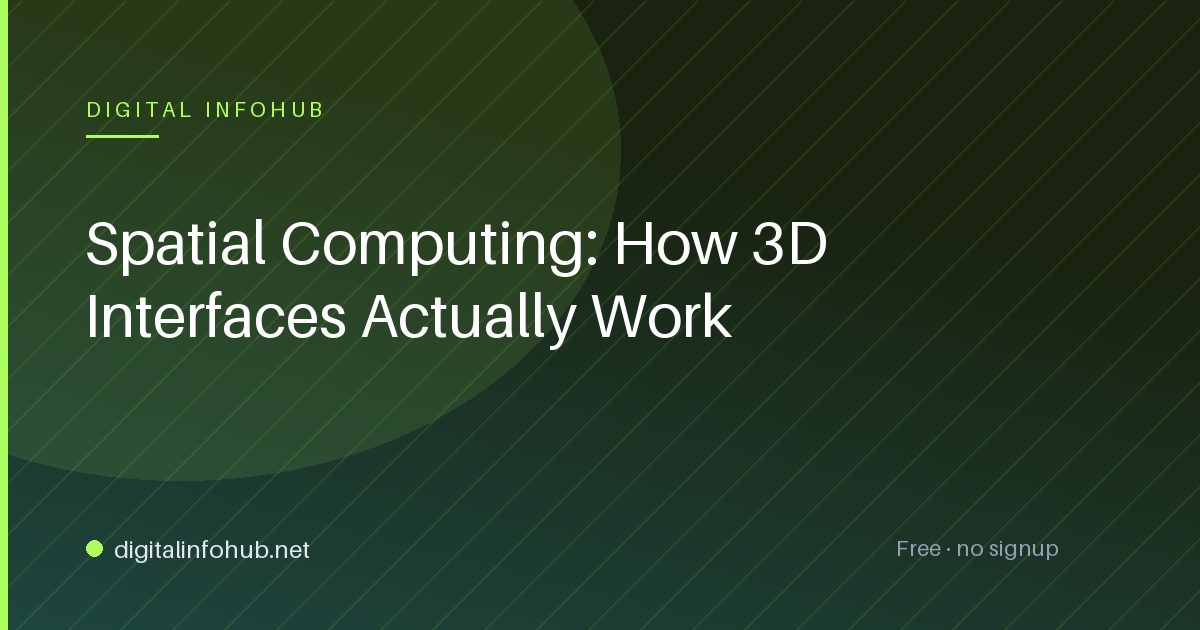 DIGITAL INFOHUB
Spatial Computing: How 3D
Interfaces Actually Work
digitalinfohub.net
Free · no signup